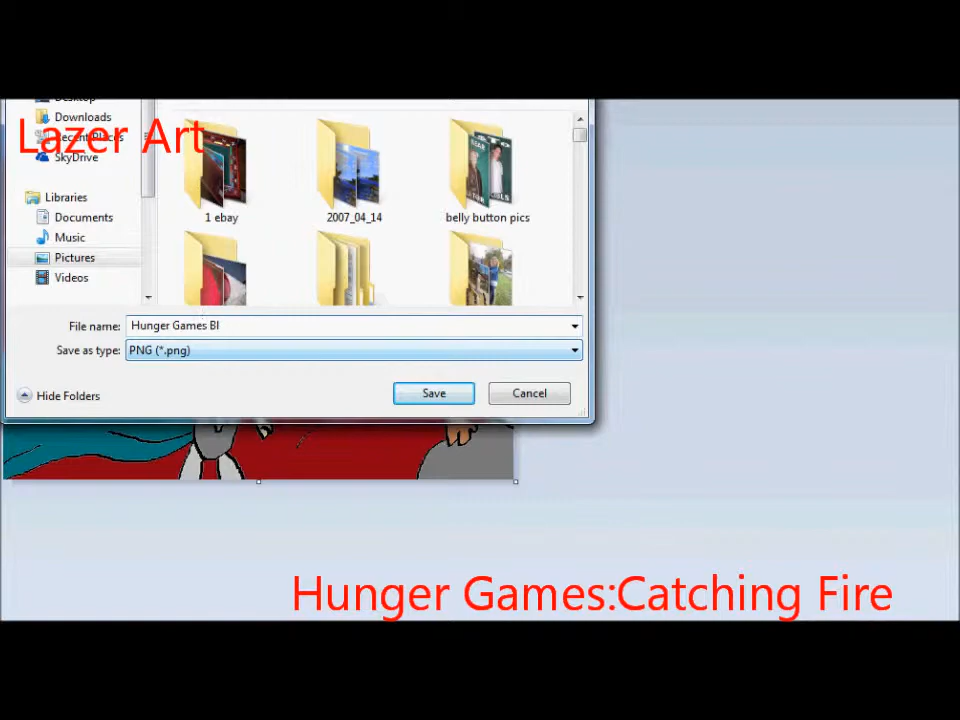 Desktop
Downloads
Lazer Art
Recent Places
SkyDrive
Libraries
Documents
Music
Pictures
Videos
1 ebay
2007_04_14
belly button pics
File name: Hunger Games BI
Save as type: PNG (*.png)
Hide Folders
Save
Cancel
Hunger Games:Catching Fire